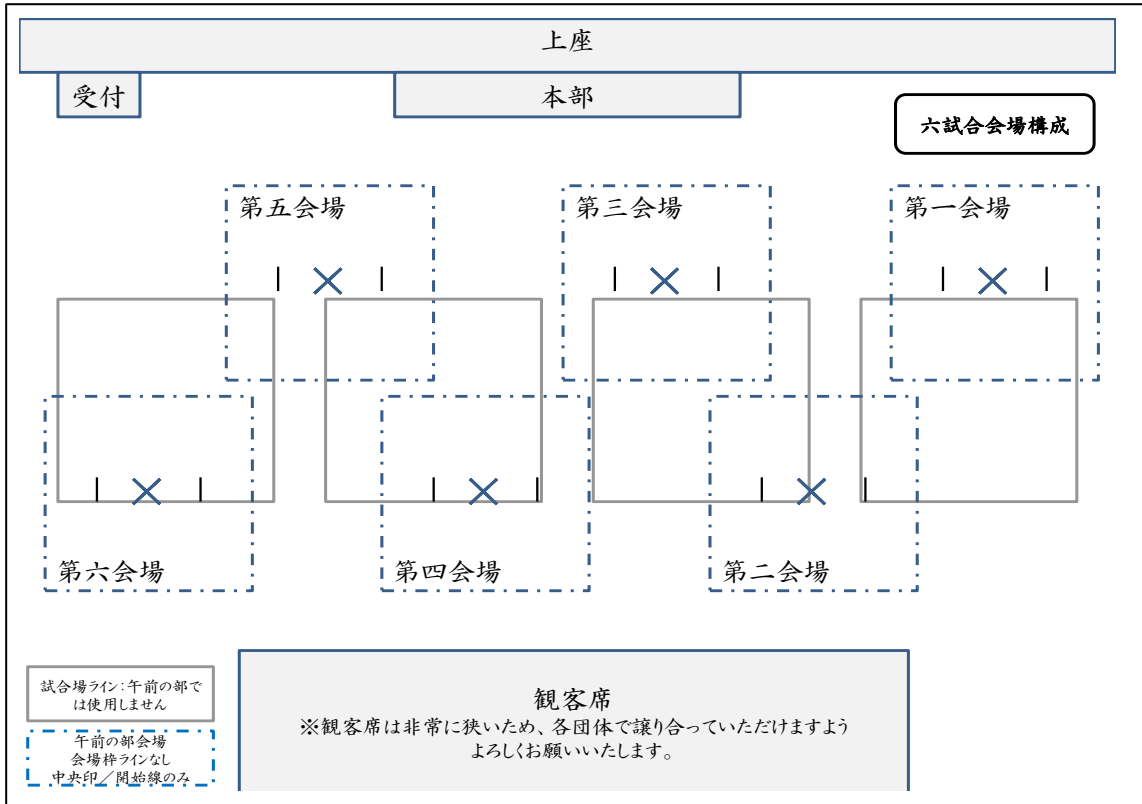 上座
受付
本部
六試合会場構成
第五会場
第三会場
第一会場
第六会場
第四会場
第二会場
試合場ライン:午前の部で
は使用しません
午前の部会場
会場枠ラインなし
中央印/開始線のみ
観客席
※観客席は非常に狭いため、各団体で譲り合っていただけますよう
よろしくお願いいたします。